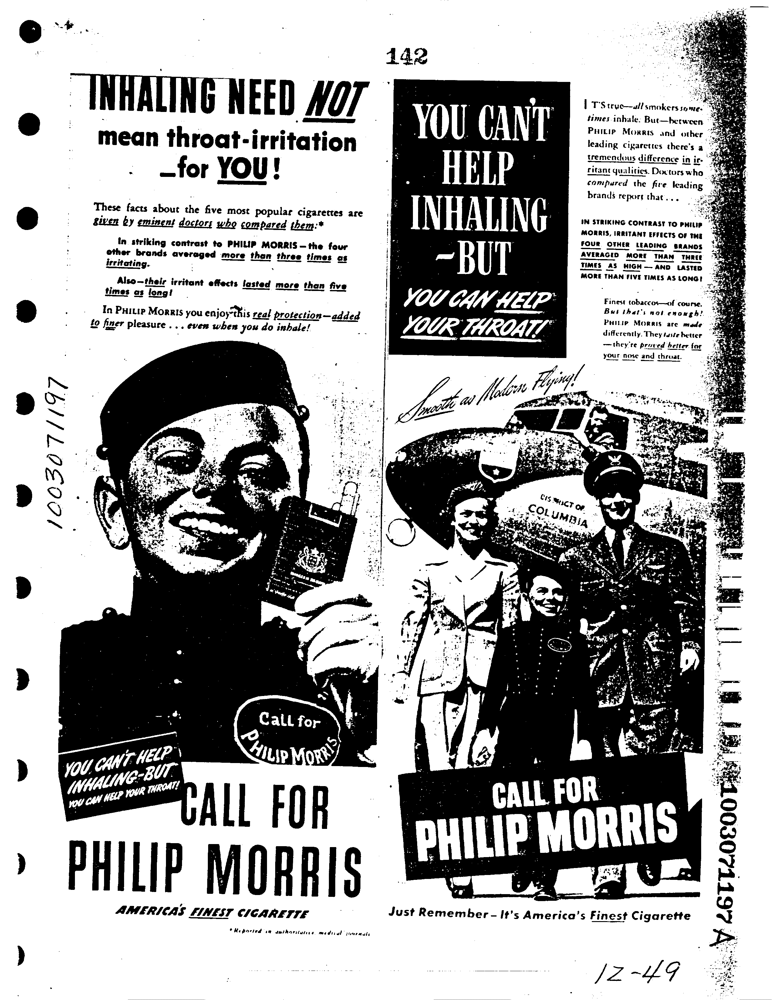 142
INHALING NEED NOT
mean throat-irritation
—for YOU!
These facts about the five most popular cigarettes are
given by eminent doctors who compared them:*
In striking contrast to PHILIP MORRIS—the four
other brands averaged more than three times as
irritating.
Also—their irritant effects lasted more than five
times as long!
In PHILIP MORRIS you enjoy this real protection—added
to finer pleasure . . . even when you do inhale!
1003071197
Call for
PHILIP MORRIS
YOU CAN'T HELP
INHALING-BUT
YOU CAN HELP YOUR THROAT!
CALL FOR
PHILIP MORRIS
AMERICA'S FINEST CIGARETTE
*Reported in authoritative medical journals
YOU CAN'T
HELP
INHALING
-BUT
YOU CAN HELP
YOUR THROAT!
IT'S true—all smokers some-
times inhale. But—between
PHILIP MORRIS and other
leading cigarettes there's a
tremendous difference in ir-
ritant qualities. Doctors who
compared the five leading
brands report that . . .
IN STRIKING CONTRAST TO PHILIP
MORRIS, IRRITANT EFFECTS OF THE
FOUR OTHER LEADING BRANDS
AVERAGED MORE THAN THREE
TIMES AS HIGH—AND LASTED
MORE THAN FIVE TIMES AS LONG!
Finest tobaccos—of course.
But that's not enough!
PHILIP MORRIS are made
differently. They taste better
—they're proved better for
your nose and throat.
Smooth as Modern Flying!
DISTRICT OF
COLUMBIA
CALL FOR
PHILIP MORRIS
Just Remember—It's America's Finest Cigarette
1003071197 A
12-49